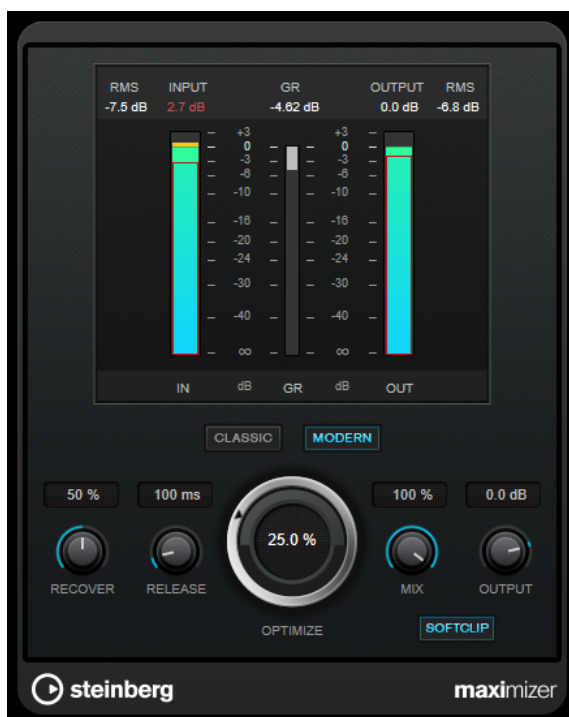 RMS INPUT GR OUTPUT RMS
-7.5 dB 2.7 dB -4.62 dB 0.0 dB -6.8 dB
+3 +3
0 0
-3 -3
-6 -6
-10 -10
-16 -16
-20 -20
-24 -24
-30 -30
-40 -40
∞ ∞
IN dB GR dB OUT
CLASSIC MODERN
50 % 100 ms 25.0 % 100 % 0.0 dB
RECOVER RELEASE MIX OUTPUT
OPTIMIZE SOFTCLIP
steinberg maximizer